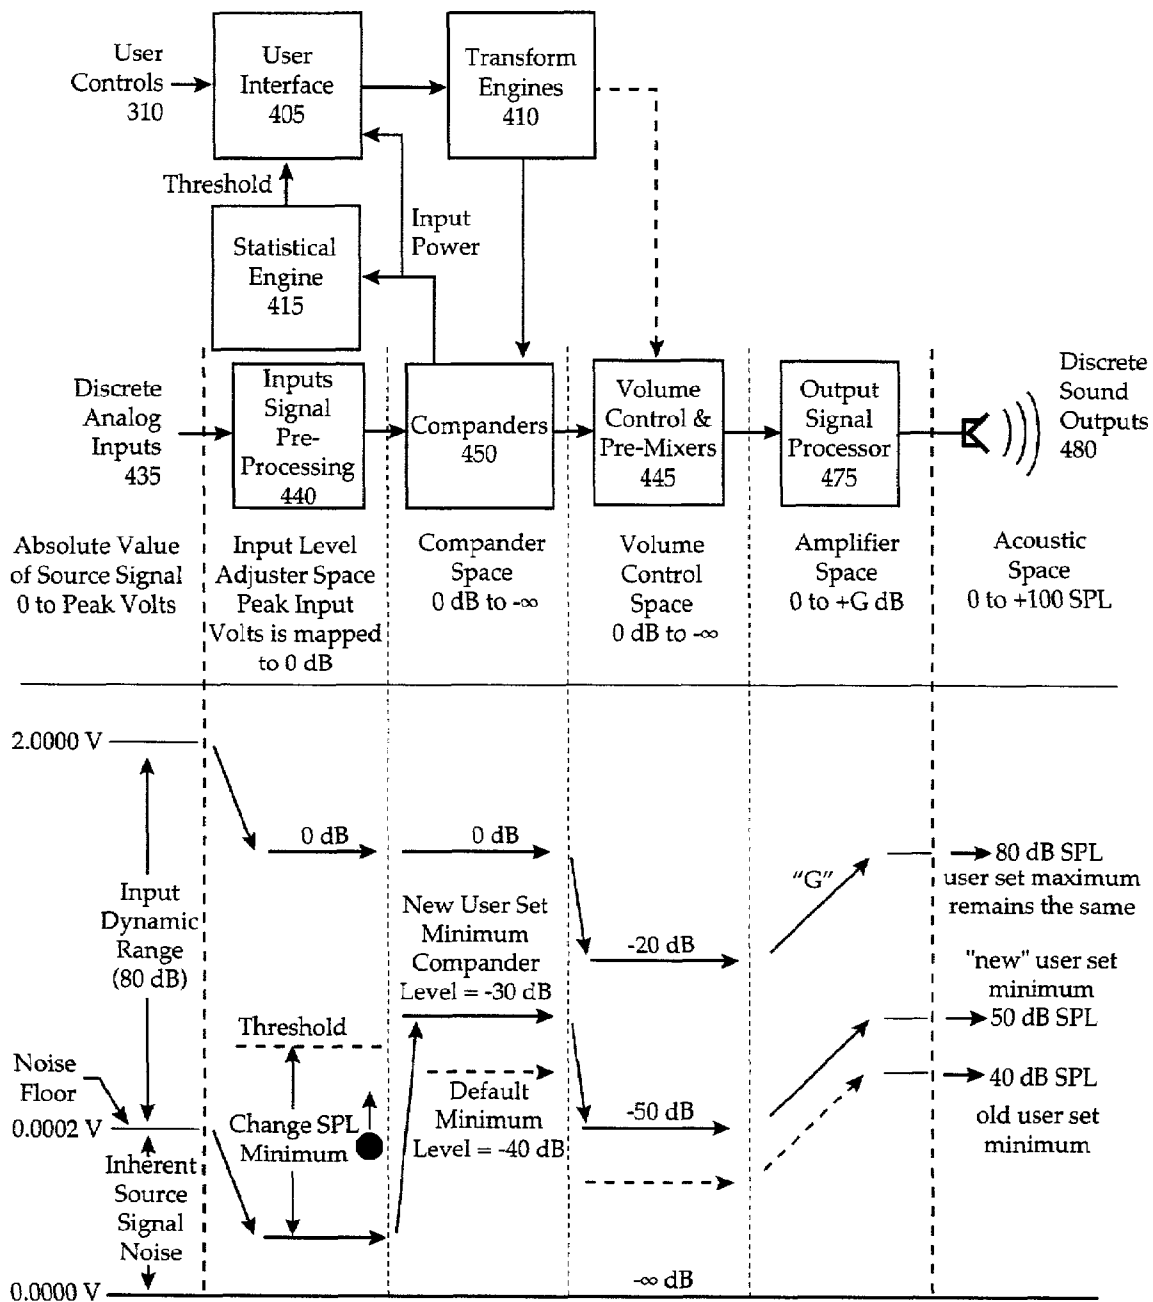 User
Controls
310
User
Interface
405
Transform
Engines
410
Threshold
Input
Power
Statistical
Engine
415
Discrete
Analog
Inputs
435
Inputs
Signal
Pre-
Processing
440
Companders
450
Volume
Control &
Pre-Mixers
445
Output
Signal
Processor
475
Discrete
Sound
Outputs
480
Absolute Value
of Source Signal
0 to Peak Volts
Input Level
Adjuster Space
Peak Input
Volts is mapped
to 0 dB
Compander
Space
0 dB to -∞
Volume
Control
Space
0 dB to -∞
Amplifier
Space
0 to +G dB
Acoustic
Space
0 to +100 SPL
2.0000 V
0 dB
0 dB
"G"
80 dB SPL
user set maximum
remains the same
Input
Dynamic
Range
(80 dB)
New User Set
Minimum
Compander
Level = -30 dB
-20 dB
"new" user set
minimum
50 dB SPL
Threshold
Noise
Floor
0.0002 V
Change SPL
Minimum
Default
Minimum
Level = -40 dB
-50 dB
40 dB SPL
old user set
minimum
Inherent
Source
Signal
Noise
0.0000 V
-∞ dB